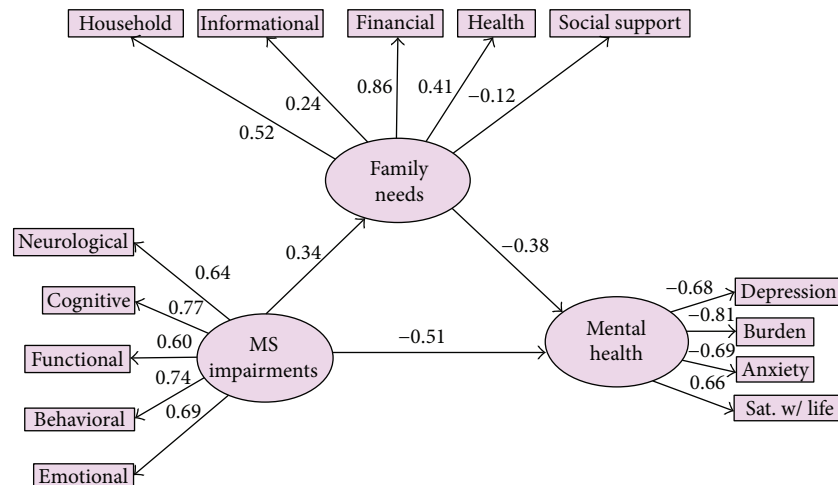 Household Informational Financial Health Social support
0.52 0.24 0.86 0.41 −0.12
Family
needs
Neurological
Cognitive
Functional
Behavioral
Emotional
0.64
0.77
0.60
0.74
0.69
MS
impairments
0.34
−0.38
−0.51
Mental
health
−0.68
−0.81
−0.69
0.66
Depression
Burden
Anxiety
Sat. w/ life